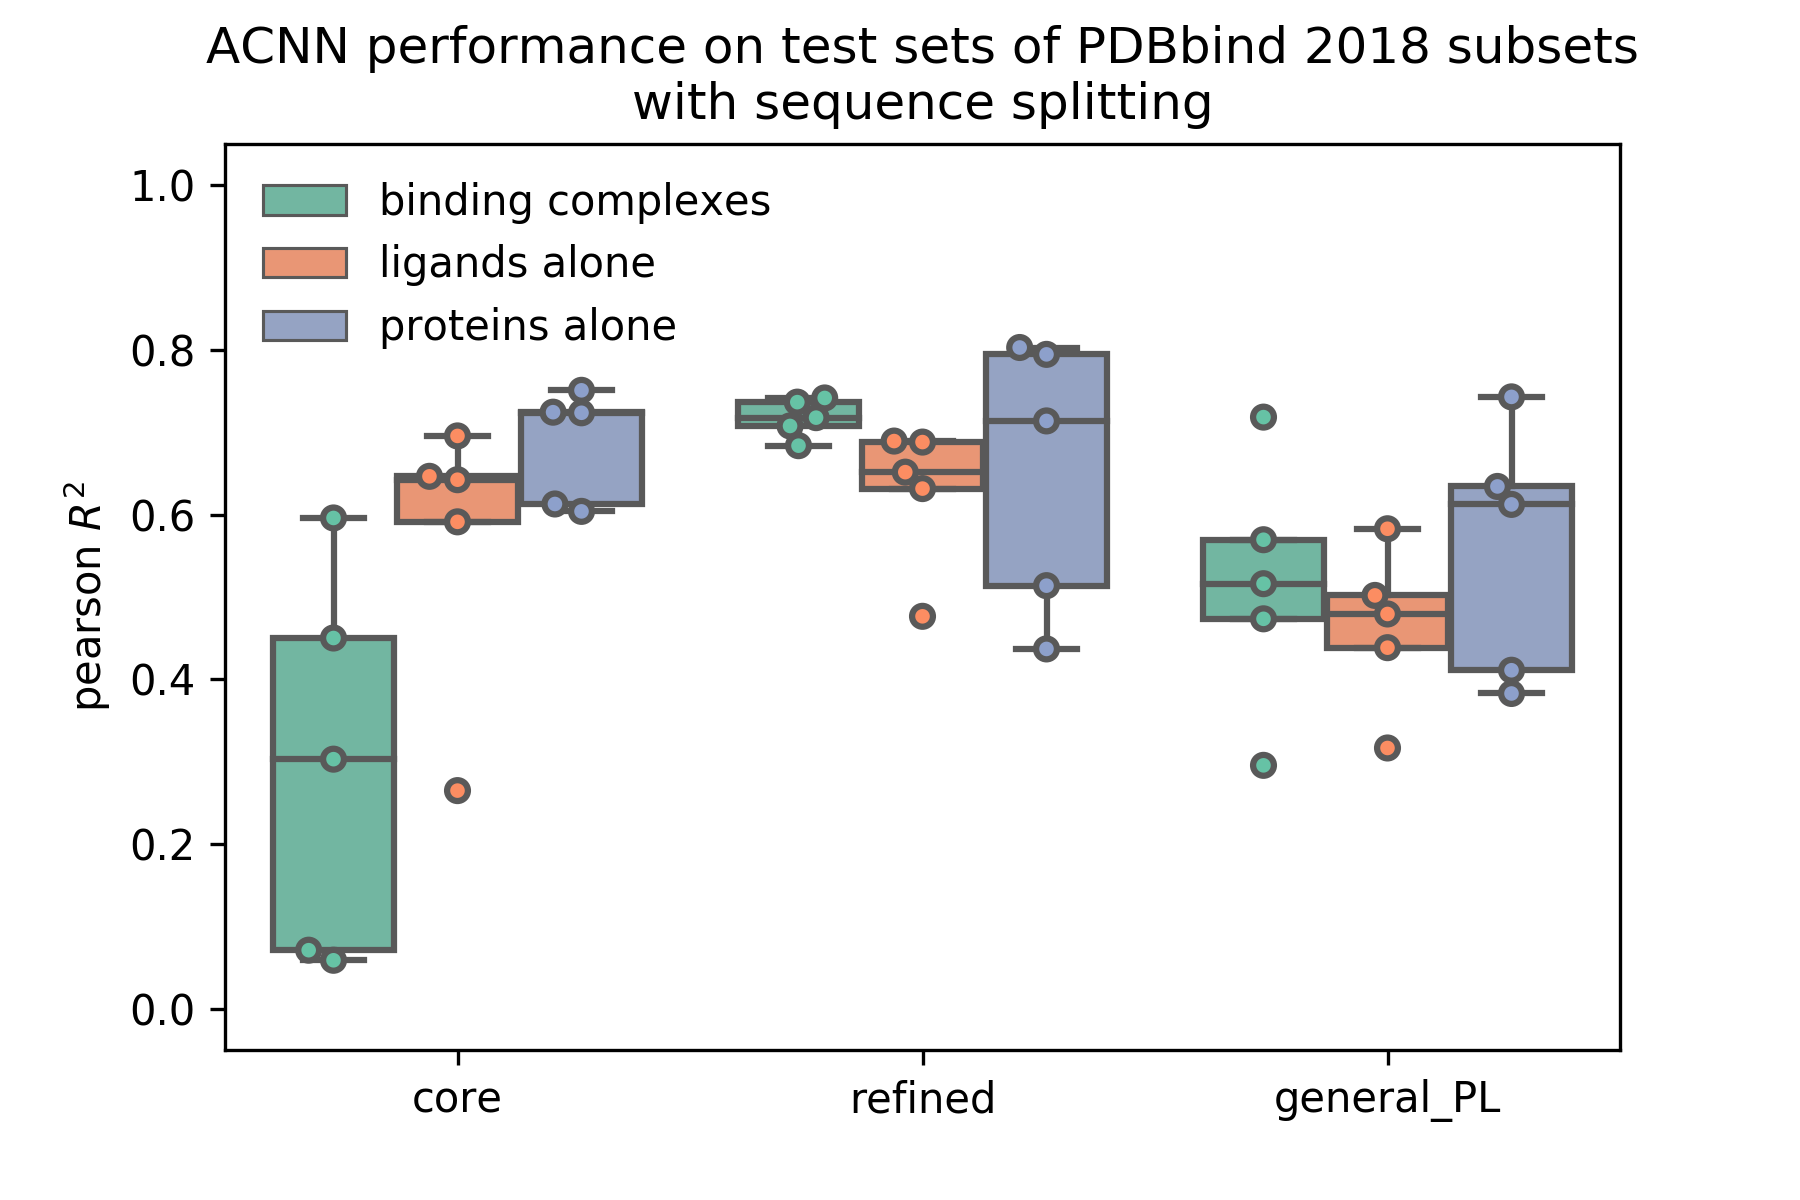 ACNN performance on test sets of PDBbind 2018 subsets
with sequence splitting
binding complexes
ligands alone
proteins alone
pearson R²
1.0
0.8
0.6
0.4
0.2
0.0
core refined general_PL